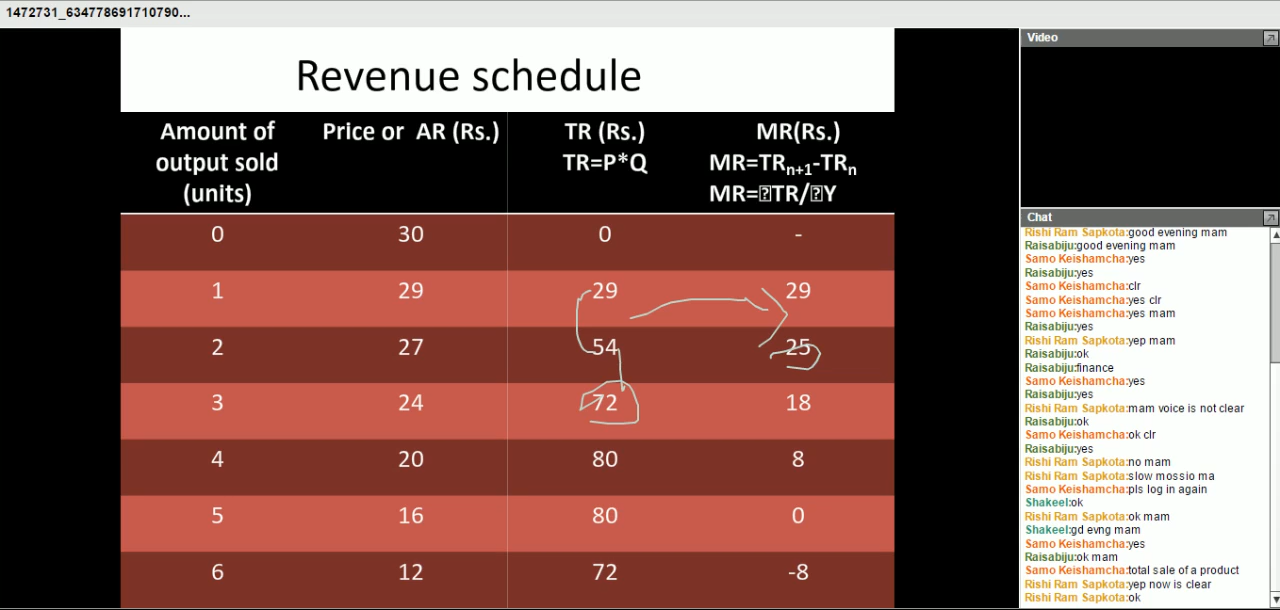 1472731_634778691710790...
Revenue schedule
Amount of output sold (units) Price or AR (Rs.) TR (Rs.) TR=P*Q MR(Rs.) MR=TRn+1-TRn MR=TR/Y
0 30 0 -
1 29 29 29
2 27 54 25
3 24 72 18
4 20 80 8
5 16 80 0
6 12 72 -8
Video
Chat
Rishi Ram Sapkota:good evening mam
Raisabiju:good evening mam
Samo Keishamcha:yes
Raisabiju:yes
Samo Keishamcha:clr
Samo Keishamcha:yes clr
Samo Keishamcha:yes mam
Raisabiju:yes
Rishi Ram Sapkota:yep mam
Raisabiju:ok
Raisabiju:finance
Samo Keishamcha:yes
Raisabiju:yes
Rishi Ram Sapkota:mam voice is not clear
Raisabiju:ok
Samo Keishamcha:ok clr
Raisabiju:yes
Rishi Ram Sapkota:no mam
Rishi Ram Sapkota:slow mossio ma
Samo Keishamcha:pls log in again
Shakeel:ok
Rishi Ram Sapkota:ok mam
Shakeel:gd evng mam
Samo Keishamcha:yes
Raisabiju:ok mam
Samo Keishamcha:total sale of a product
Rishi Ram Sapkota:yep now is clear
Rishi Ram Sapkota:ok